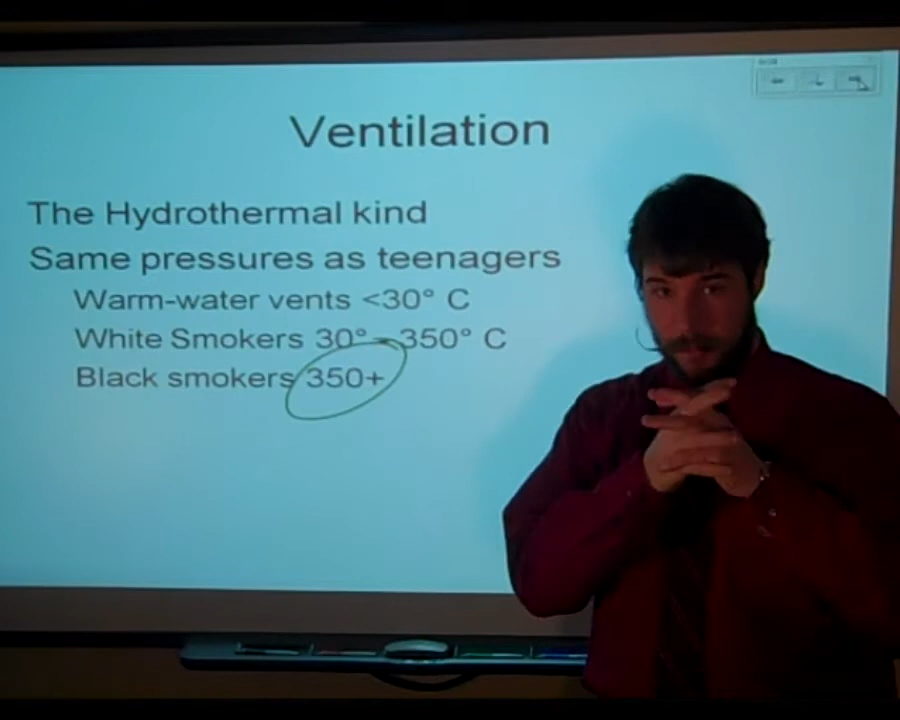 Ventilation
The Hydrothermal kind
Same pressures as teenagers
Warm-water vents <30° C
White Smokers 30° – 350° C
Black smokers 350+